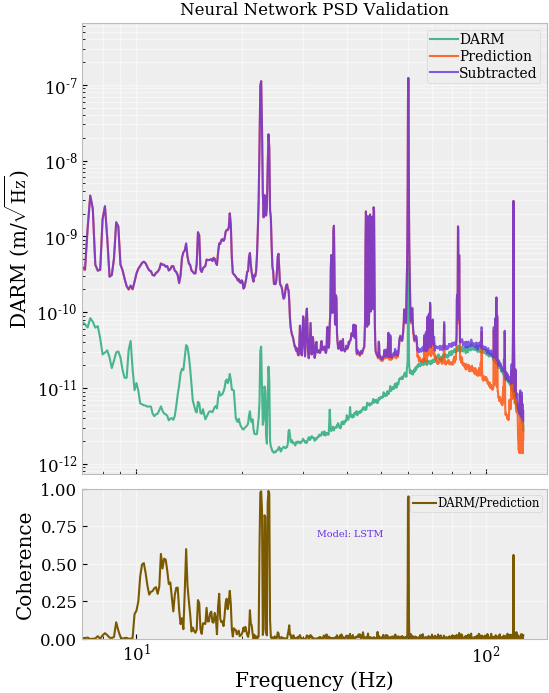 Neural Network PSD Validation
DARM
Prediction
Subtracted
10⁻⁷
10⁻⁸
10⁻⁹
10⁻¹⁰
10⁻¹¹
10⁻¹²
DARM (m/√Hz)
DARM/Prediction
Model: LSTM
1.00
0.75
0.50
0.25
0.00
Coherence
10¹
10²
Frequency (Hz)